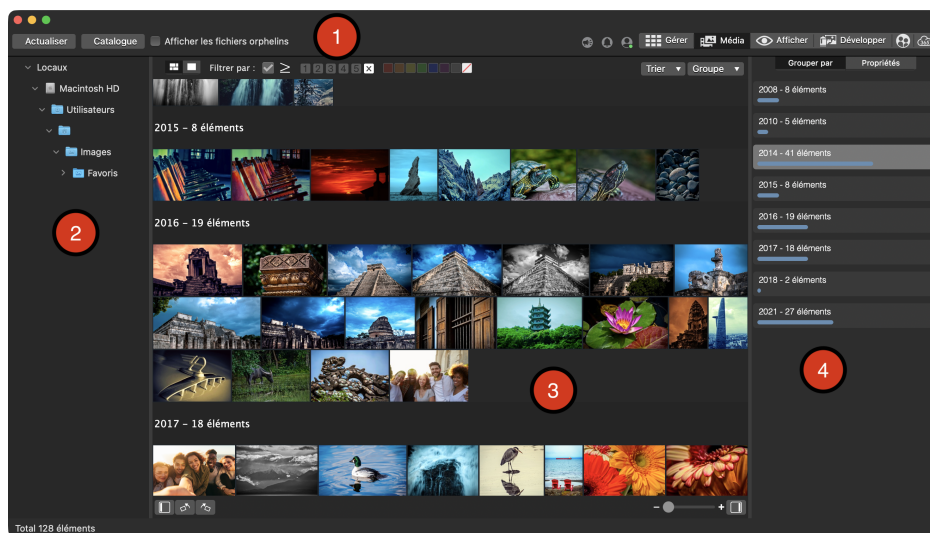 1
Actualiser Catalogue Afficher les fichiers orphelins Gérer Média Afficher Développer
Locaux
Macintosh HD
Utilisateurs
Images
Favoris
2
Filtrer par : ≥ 1 2 3 4 5 x Trier Groupe
2015 – 8 éléments
2016 – 19 éléments
3
2017 – 18 éléments
- +
Grouper par Propriétés
2008 - 8 éléments
2010 - 5 éléments
2014 - 41 éléments
2015 - 8 éléments
2016 - 19 éléments
2017 - 18 éléments
2018 - 2 éléments
2021 - 27 éléments
4
Total 128 éléments